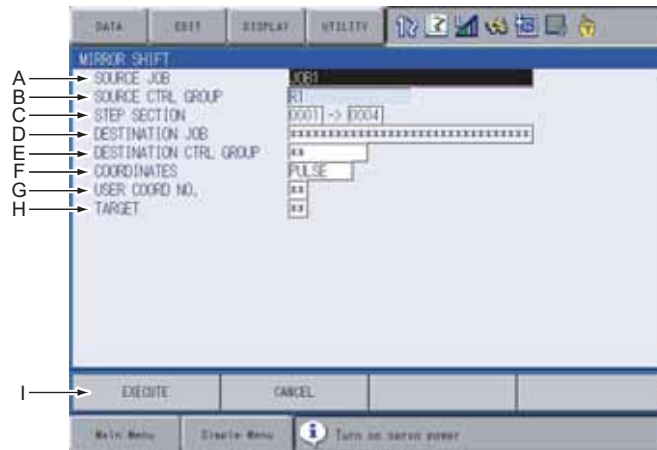 DATA EDIT DISPLAY UTILITY
MIRROR SHIFT
A SOURCE JOB JOB1
B SOURCE CTRL GROUP R1
C STEP SECTION 0001 -> 0004
D DESTINATION JOB ********************************
E DESTINATION CTRL GROUP **
F COORDINATES PULSE
G USER COORD NO. **
H TARGET **
I EXECUTE CANCEL
Main Menu Simple Menu Turn on servo power